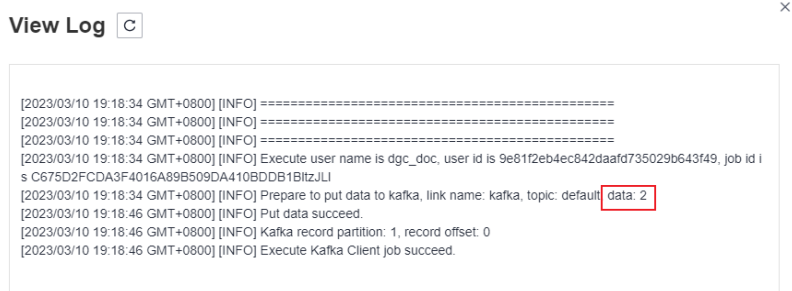 View Log
[2023/03/10 19:18:34 GMT+0800] [INFO] ===============================================
[2023/03/10 19:18:34 GMT+0800] [INFO] ===============================================
[2023/03/10 19:18:34 GMT+0800] [INFO] ===============================================
[2023/03/10 19:18:34 GMT+0800] [INFO] Execute user name is dgc_doc, user id is 9e81f2eb4ec842daafd735029b643f49, job id i
s C675D2FCDA3F4016A89B509DA410BDDB1BltzJLI
[2023/03/10 19:18:34 GMT+0800] [INFO] Prepare to put data to kafka, link name: kafka, topic: default, data: 2
[2023/03/10 19:18:46 GMT+0800] [INFO] Put data succeed.
[2023/03/10 19:18:46 GMT+0800] [INFO] Kafka record partition: 1, record offset: 0
[2023/03/10 19:18:46 GMT+0800] [INFO] Execute Kafka Client job succeed.